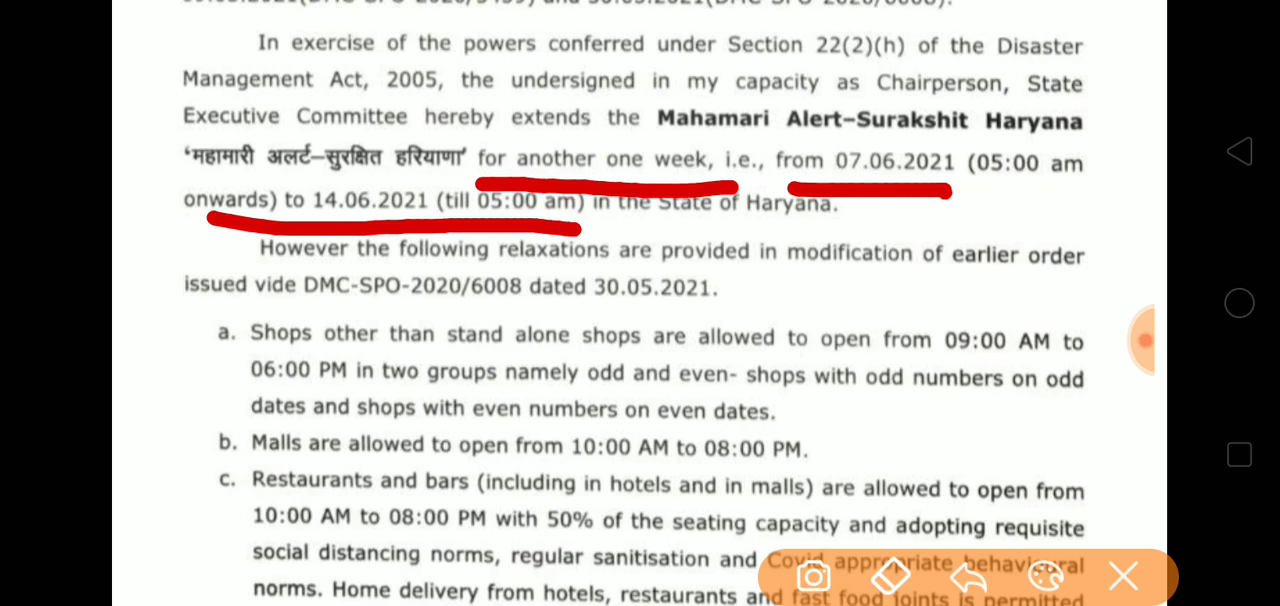 In exercise of the powers conferred under Section 22(2)(h) of the Disaster
Management Act, 2005, the undersigned in my capacity as Chairperson, State
Executive Committee hereby extends the Mahamari Alert–Surakshit Haryana
‘महामारी अलर्ट–सुरक्षित हरियाणा’ for another one week, i.e., from 07.06.2021 (05:00 am
onwards) to 14.06.2021 (till 05:00 am) in the State of Haryana.
However the following relaxations are provided in modification of earlier order
issued vide DMC-SPO-2020/6008 dated 30.05.2021.
a. Shops other than stand alone shops are allowed to open from 09:00 AM to
06:00 PM in two groups namely odd and even- shops with odd numbers on odd
dates and shops with even numbers on even dates.
b. Malls are allowed to open from 10:00 AM to 08:00 PM.
c. Restaurants and bars (including in hotels and in malls) are allowed to open from
10:00 AM to 08:00 PM with 50% of the seating capacity and adopting requisite
social distancing norms, regular sanitisation and Covid appropriate behavioural
norms. Home delivery from hotels, restaurants and fast food joints is permitted